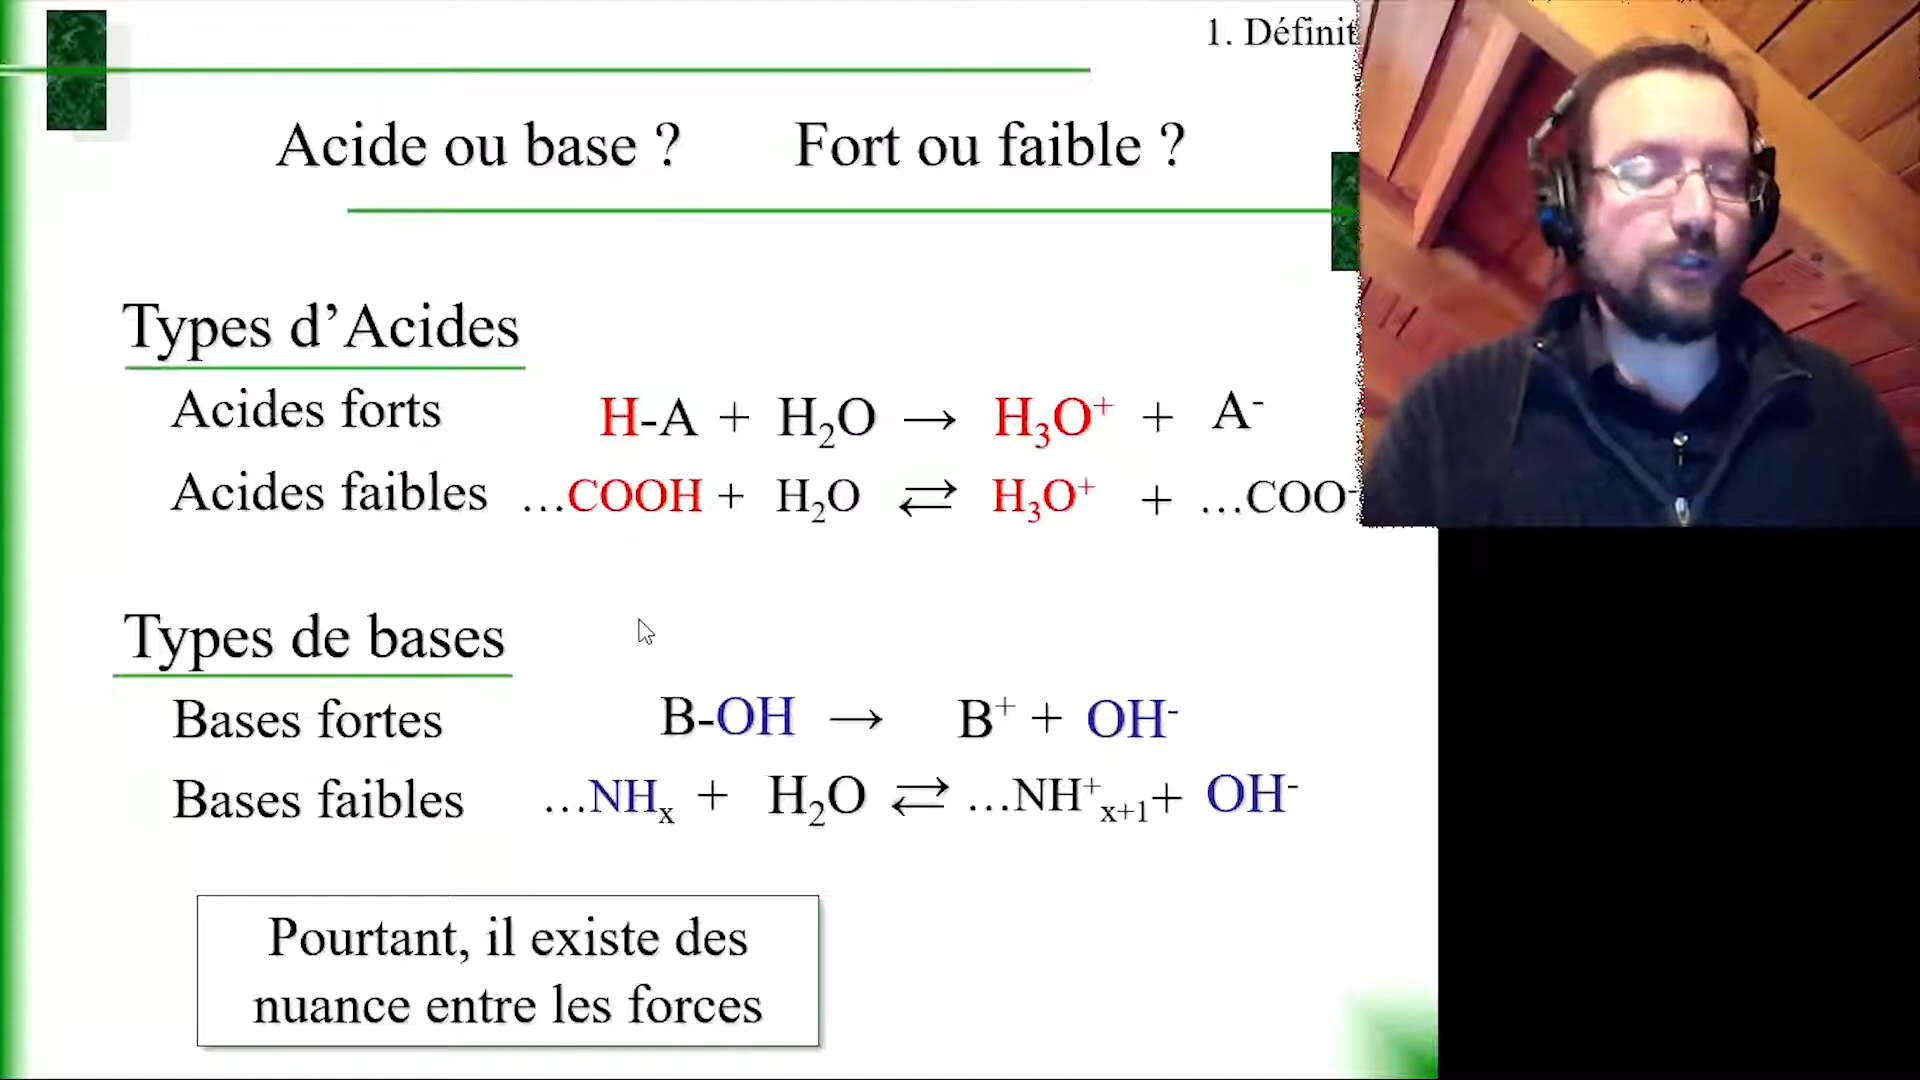 1. Définit
Acide ou base ? Fort ou faible ?
Types d’Acides
Acides forts H-A + H₂O → H₃O⁺ + A⁻
Acides faibles …COOH + H₂O ⇄ H₃O⁺ + …COO⁻
Types de bases
Bases fortes B-OH → B⁺ + OH⁻
Bases faibles …NHₓ + H₂O ⇄ …NH⁺ₓ₊₁ + OH⁻
Pourtant, il existe des
nuance entre les forces